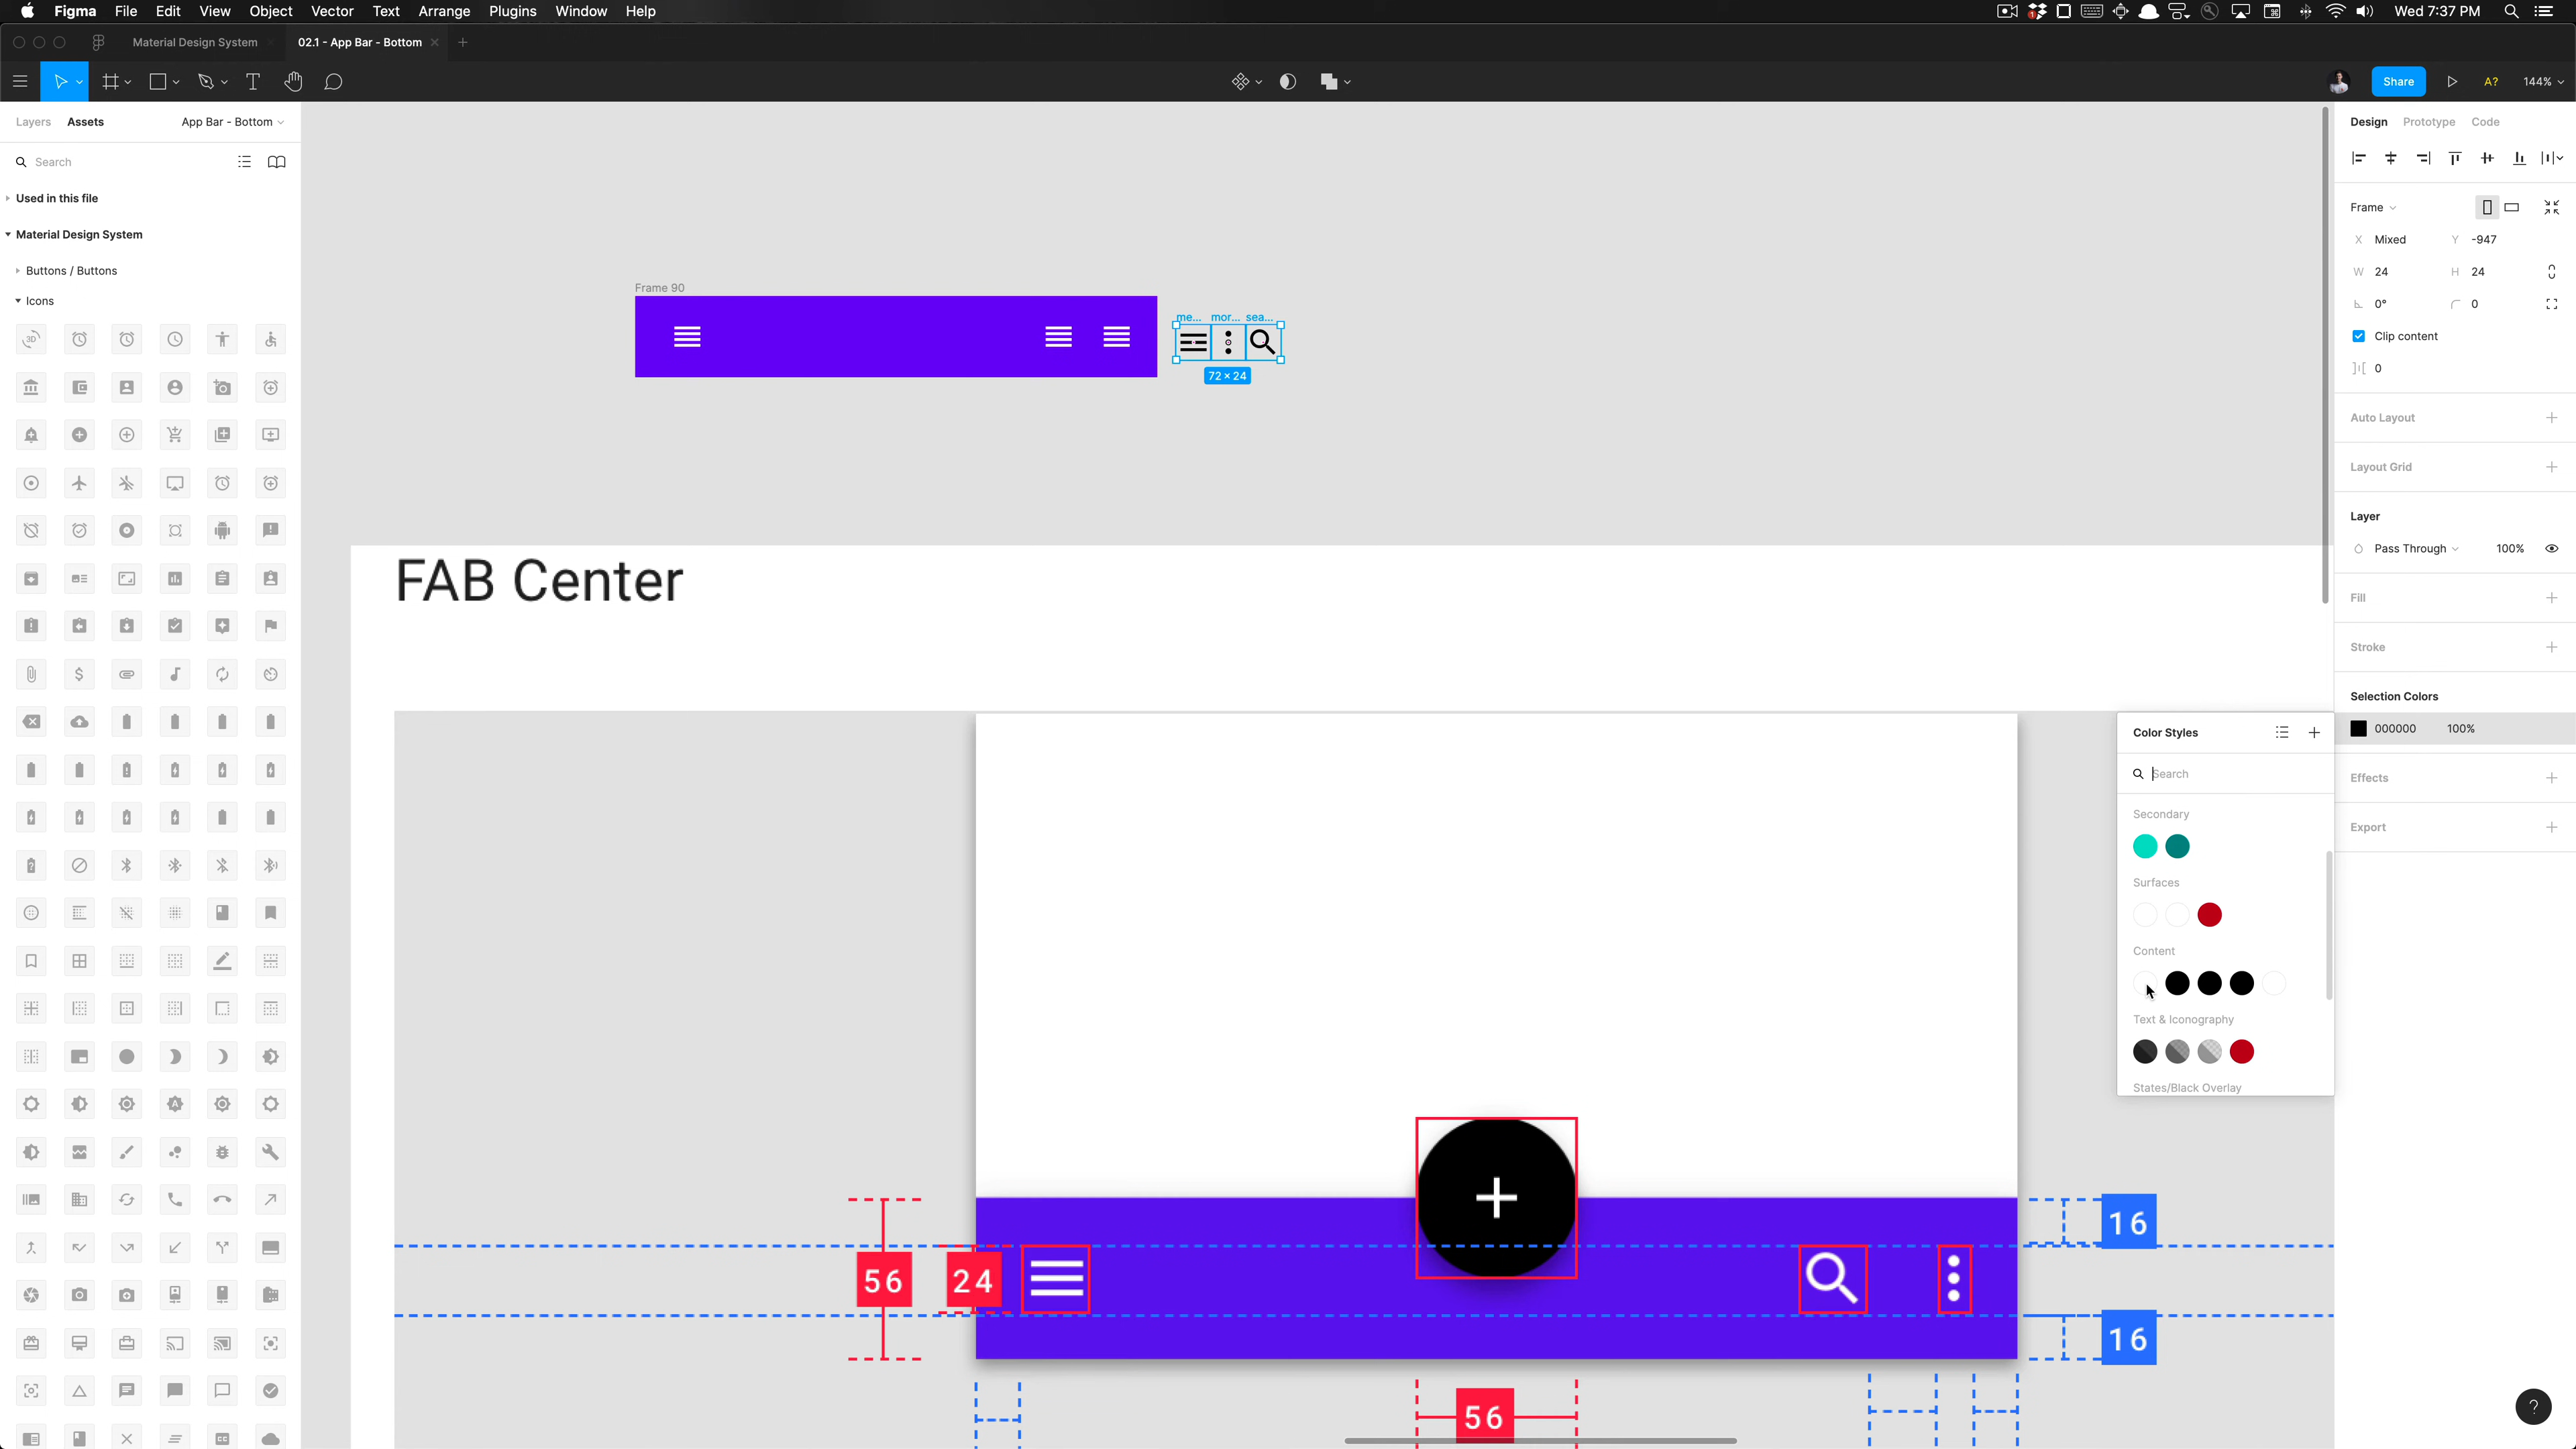 Figma File Edit View Object Vector Text Arrange Plugins Window Help
Wed 7:37 PM
Material Design System
02.1 - App Bar - Bottom
Share
A?
144%
Layers Assets App Bar - Bottom
Search
Used in this file
Material Design System
Buttons / Buttons
Icons
Frame 90
me... mor... sea...
72 × 24
FAB Center
56
24
16
16
56
Design Prototype Code
Frame
X Mixed Y -947
W 24 H 24
0° 0
Clip content
0
Auto Layout
Layout Grid
Layer
Pass Through 100%
Fill
Stroke
Selection Colors
000000 100%
Effects
Export
Color Styles
Search
Secondary
Surfaces
Content
Text & Iconography
States/Black Overlay
?